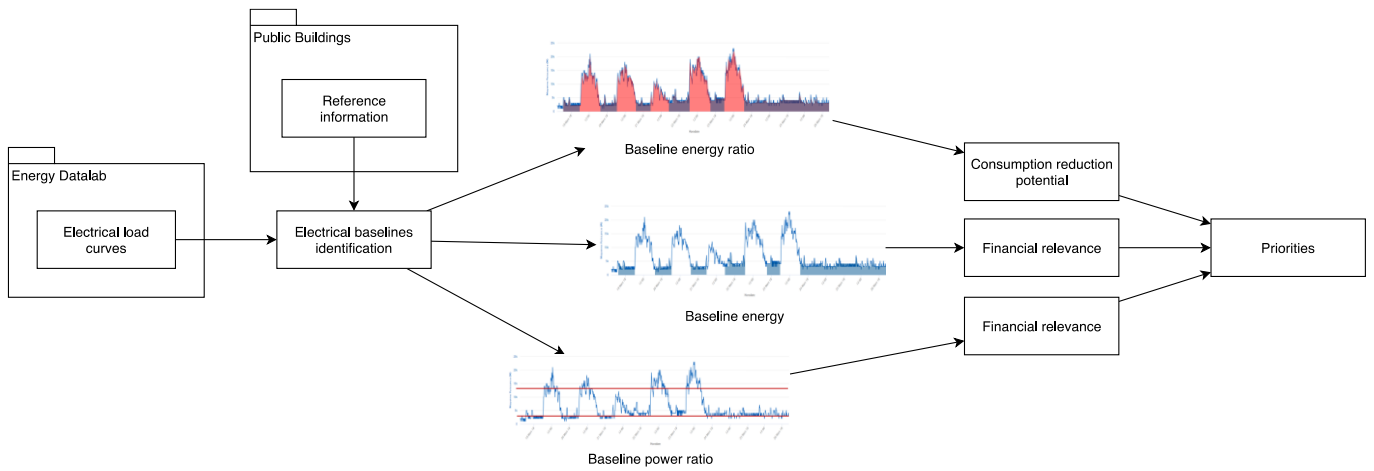 Public Buildings
Reference
information
Energy Datalab
Electrical load
curves
Electrical baselines
identification
Baseline energy ratio
Baseline energy
Baseline power ratio
Consumption reduction
potential
Financial relevance
Financial relevance
Priorities